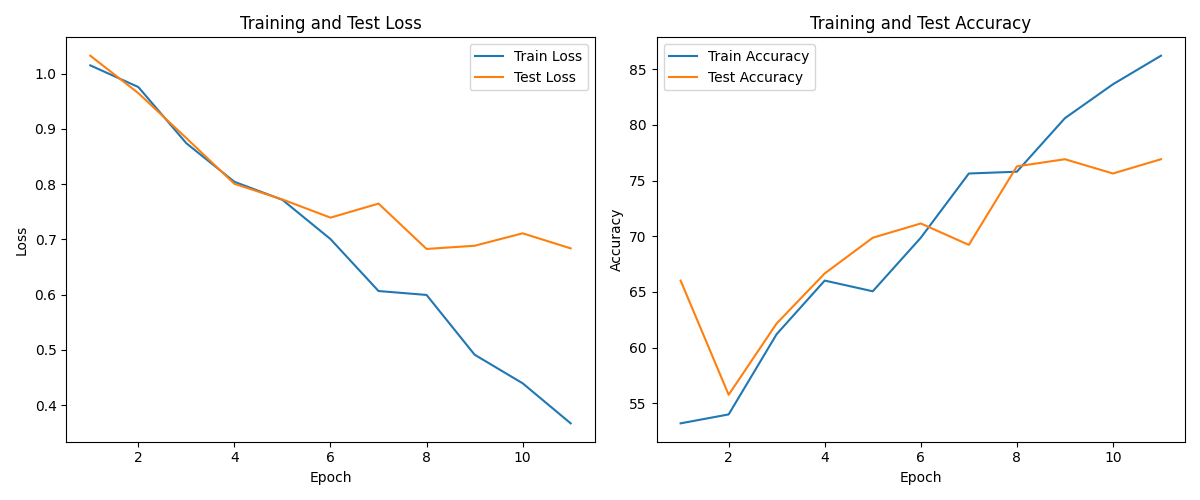 Training and Test Loss
Train Loss
Test Loss
1.0
0.9
0.8
0.7
0.6
0.5
0.4
Loss
2 4 6 8 10
Epoch
Training and Test Accuracy
Train Accuracy
Test Accuracy
85
80
75
70
65
60
55
Accuracy
2 4 6 8 10
Epoch